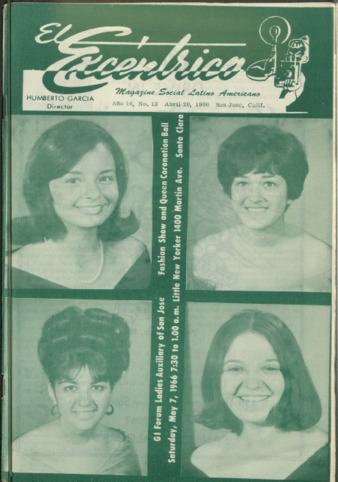 El Excéntrico
Magazine Social Latino Americano
HUMBERTO GARCIA
Director
Año 16, No. 12 Abril 20, 1966 San Jose, Calif.
GI Forum Ladies Auxiliary of San Jose Fashion Show and Queen Coronation Ball
Saturday, May 7, 1966 7:30 to 1.00 a.m. Little New Yorker 1400 Martin Ave. Santa Clara